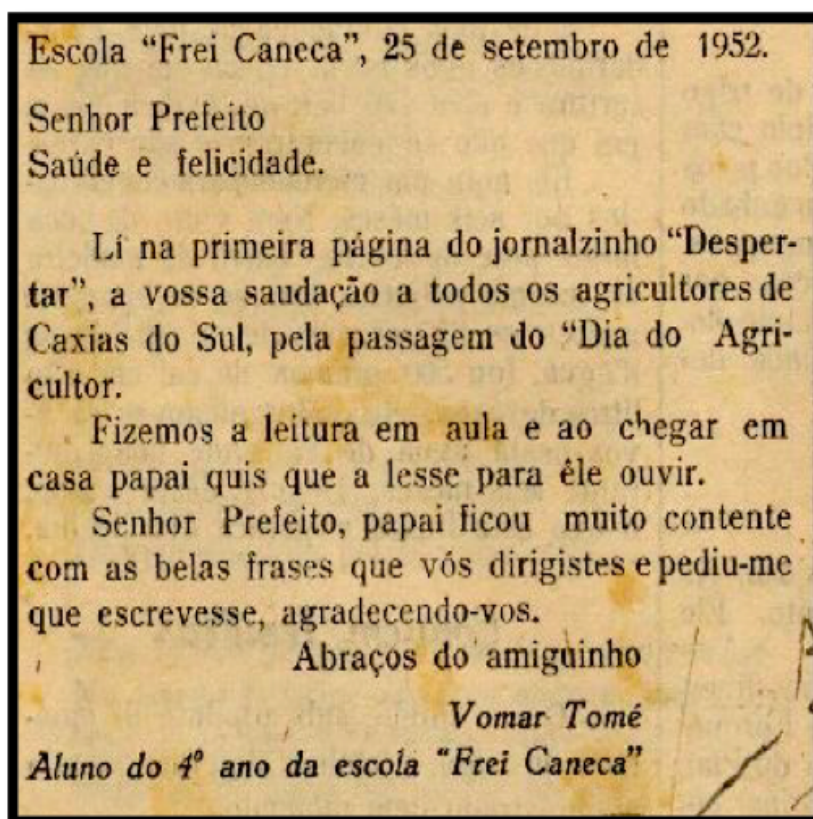 Escola “Frei Caneca”, 25 de setembro de 1952.
Senhor Prefeito
Saúde e felicidade.
Lí na primeira página do jornalzinho “Desper-
tar”, a vossa saudação a todos os agricultores de
Caxias do Sul, pela passagem do “Dia do Agri-
cultor.
Fizemos a leitura em aula e ao chegar em
casa papai quis que a lesse para êle ouvir.
Senhor Prefeito, papai ficou muito contente
com as belas frases que vós dirigistes e pediu-me
que escrevesse, agradecendo-vos.
Abraços do amiguinho
Vomar Tomé
Aluno do 4º ano da escola “Frei Caneca”